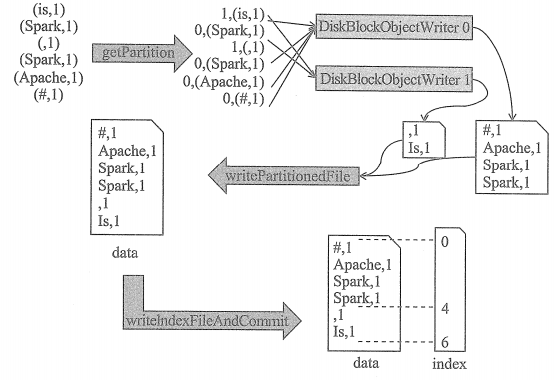 (is,1)
(Spark,1)
(,1)
(Spark,1)
(Apache,1)
(#,1)
getPartition
1,(is,1)
0,(Spark,1)
1,(,1)
0,(Spark,1)
0,(Apache,1)
0,(#,1)
DiskBlockObjectWriter 0
DiskBlockObjectWriter 1
,1
Is,1
#,1
Apache,1
Spark,1
Spark,1
writePartitionedFile
#,1
Apache,1
Spark,1
Spark,1
,1
Is,1
data
writeIndexFileAndCommit
#,1
Apache,1
Spark,1
Spark,1
,1
Is,1
data
0
4
6
index